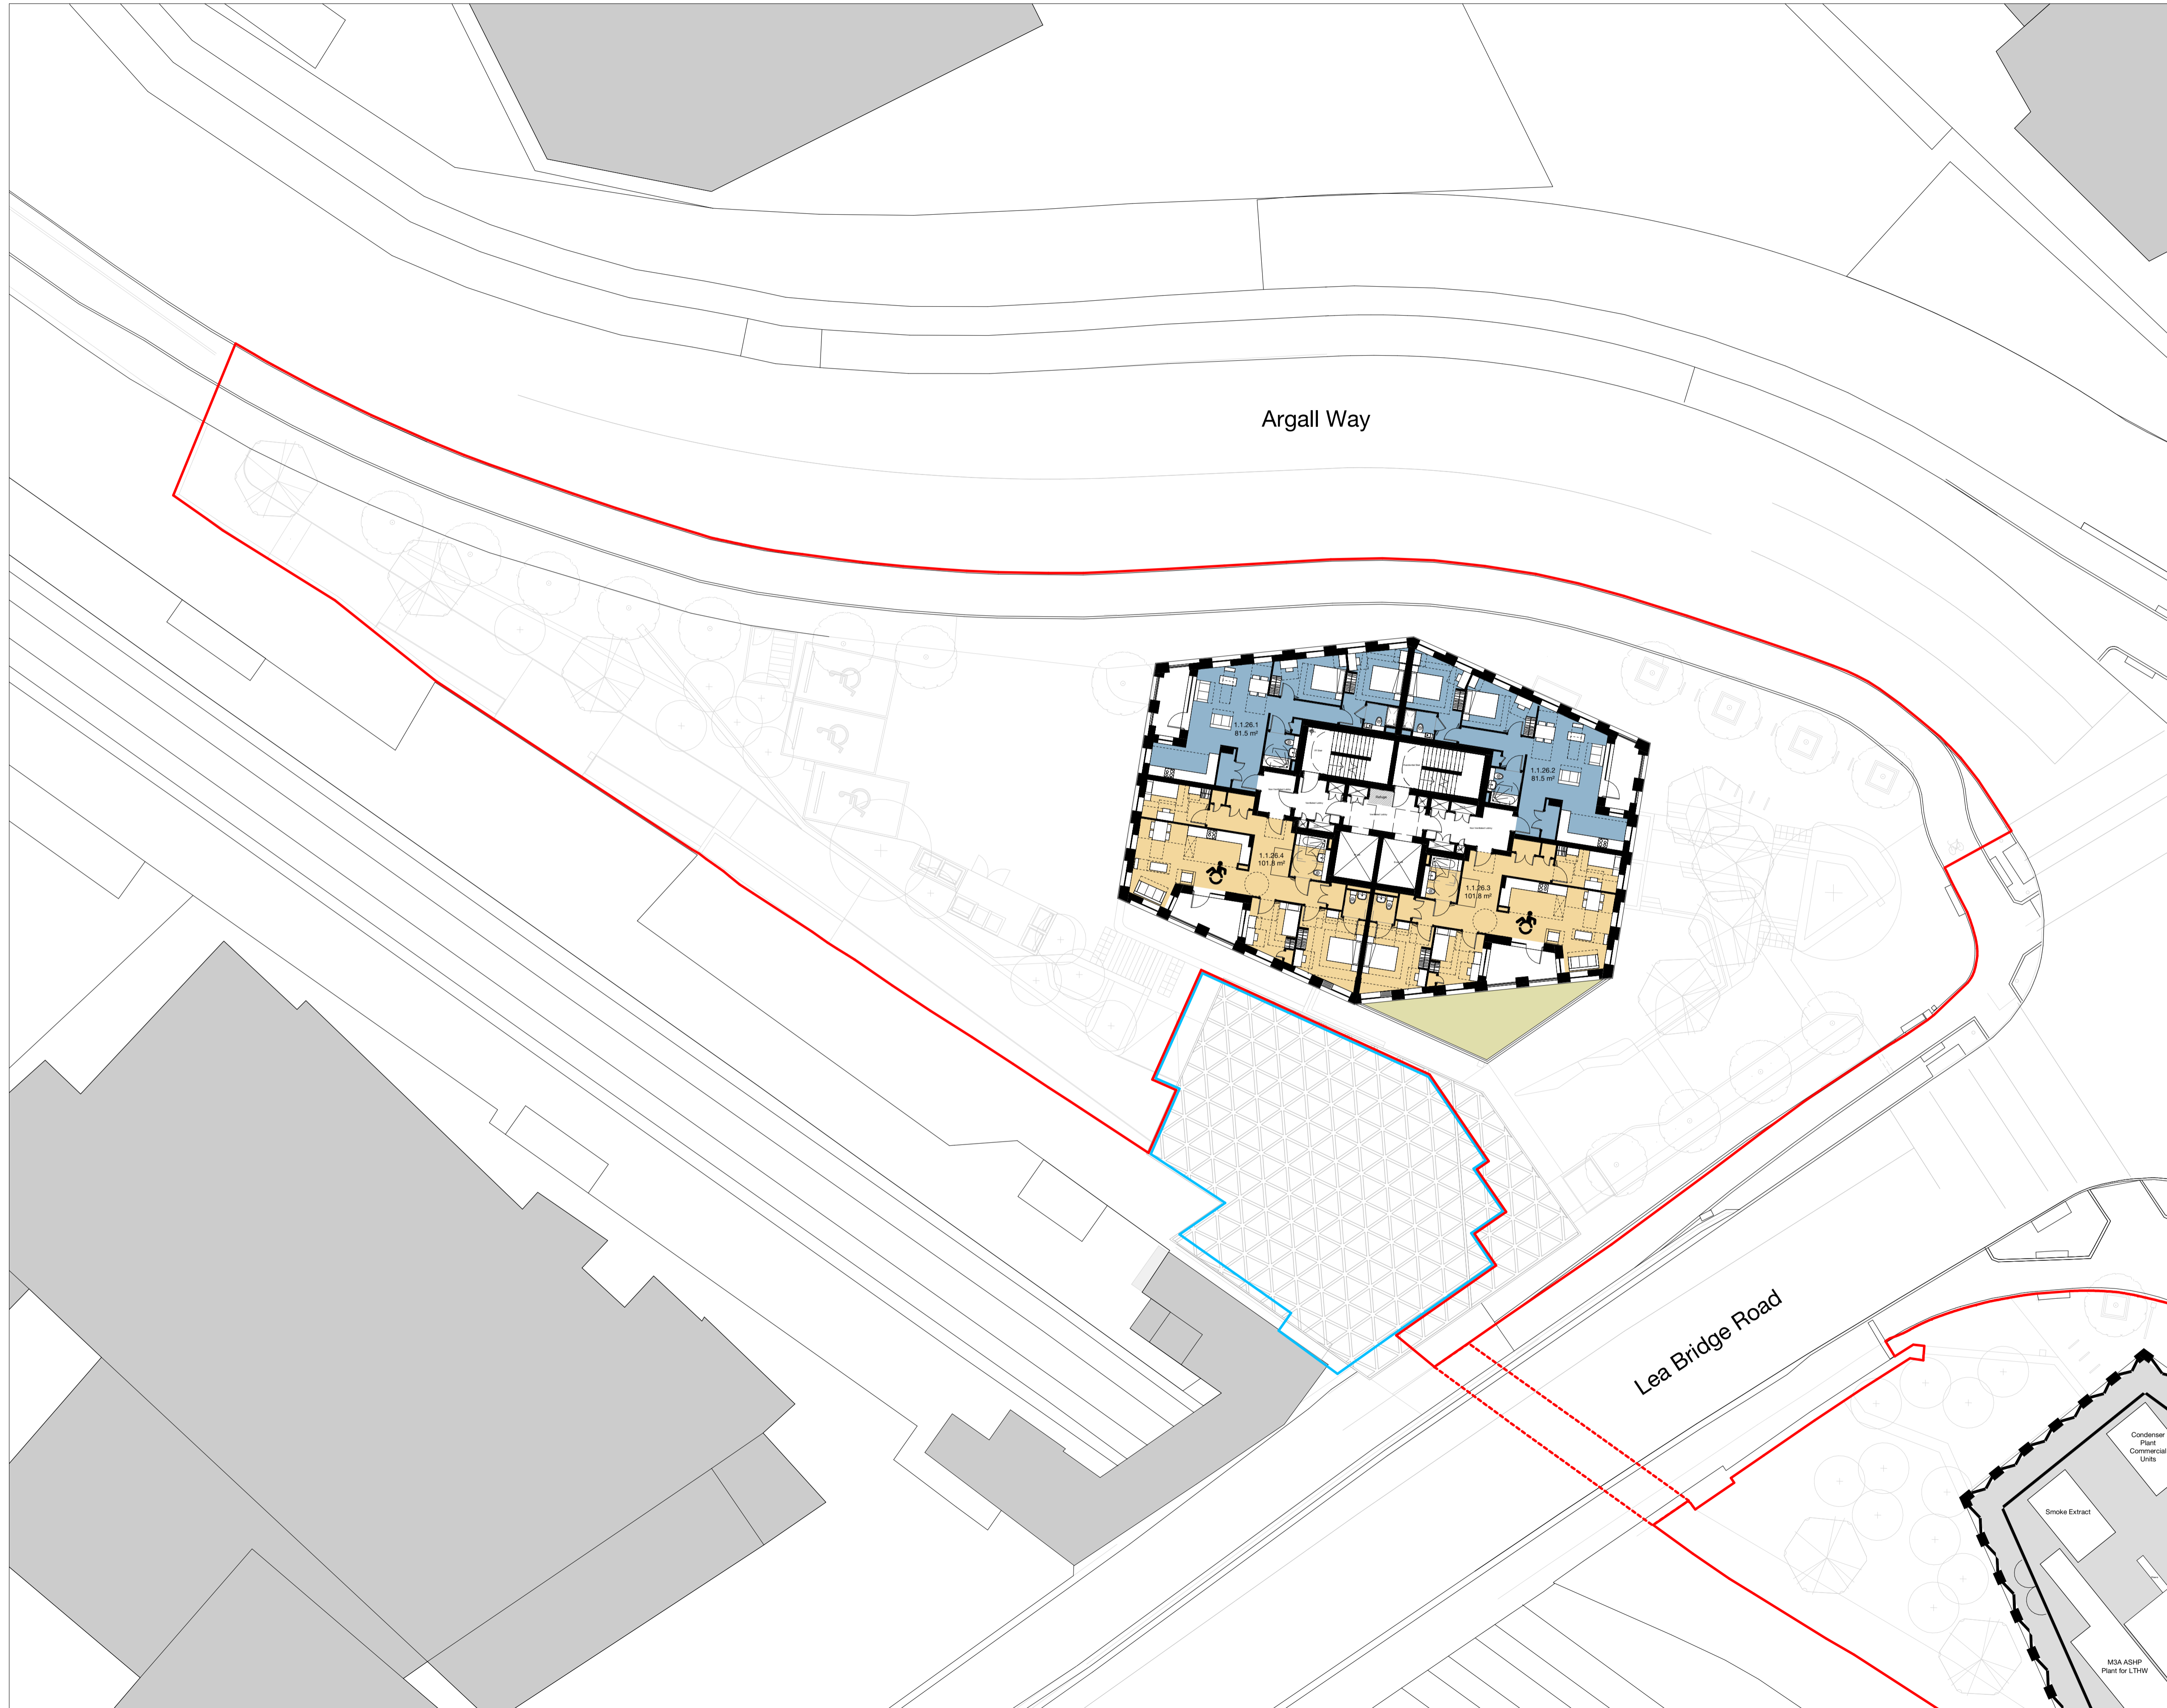 Argall Way
1.1.26.1
81.5 m²
1.1.26.2
81.5 m²
1.1.26.4
101.8 m²
1.1.26.3
101.8 m²
Lea Bridge Road
Condenser
Plant
Commercial
Units
Smoke Extract
M3A ASHP
Plant for LTHW